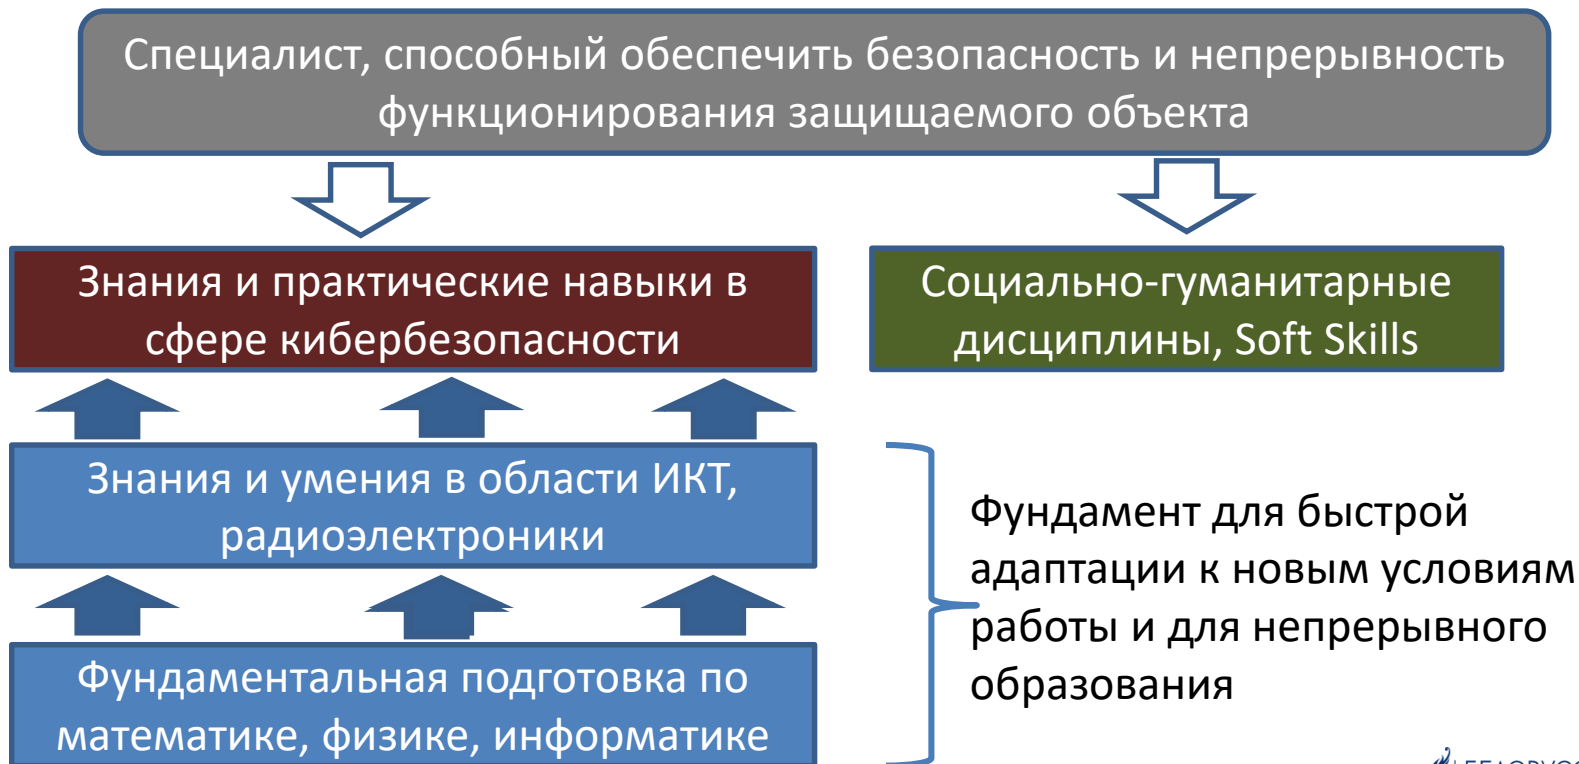 Специалист, способный обеспечить безопасность и непрерывность
функционирования защищаемого объекта
Знания и практические навыки в
сфере кибербезопасности
Социально-гуманитарные
дисциплины, Soft Skills
Знания и умения в области ИКТ,
радиоэлектроники
Фундамент для быстрой
адаптации к новым условиям
работы и для непрерывного
образования
Фундаментальная подготовка по
математике, физике, информатике